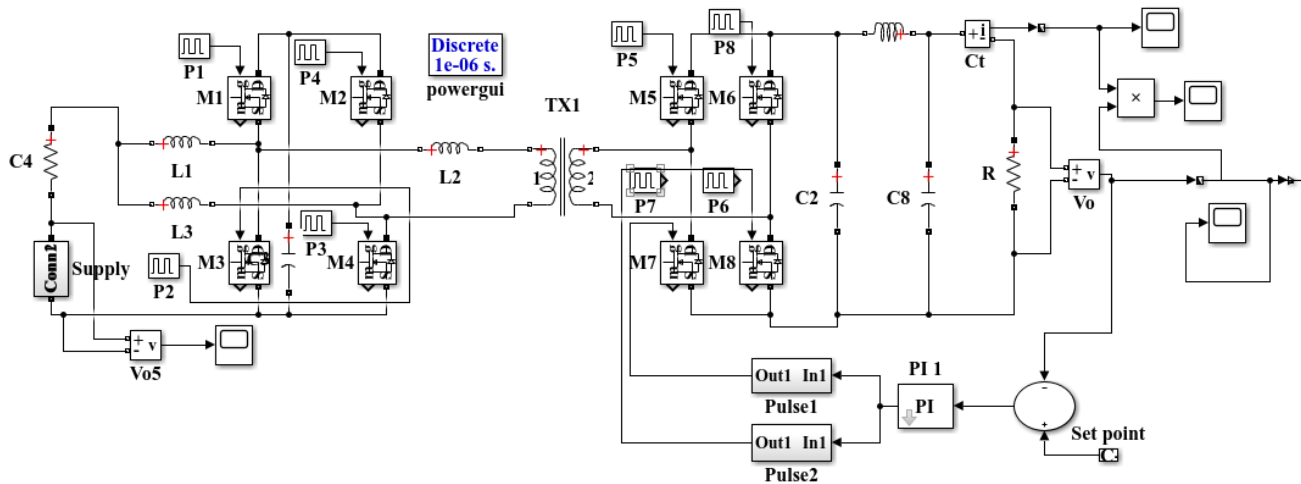 P1
P4
Discrete
1e-06 s.
powergui
P5
P8
Ct
M1
M2
TX1
M5
M6
C4
L1
L2
1
2
L3
P7
P6
C2
C8
R
+
-
v
Vo
×
Conn2
Supply
P2
M3
P3
M4
M7
M8
+
-
v
Vo5
Out1 In1
Pulse1
PI 1
PI
Set point
C
Out1 In1
Pulse2